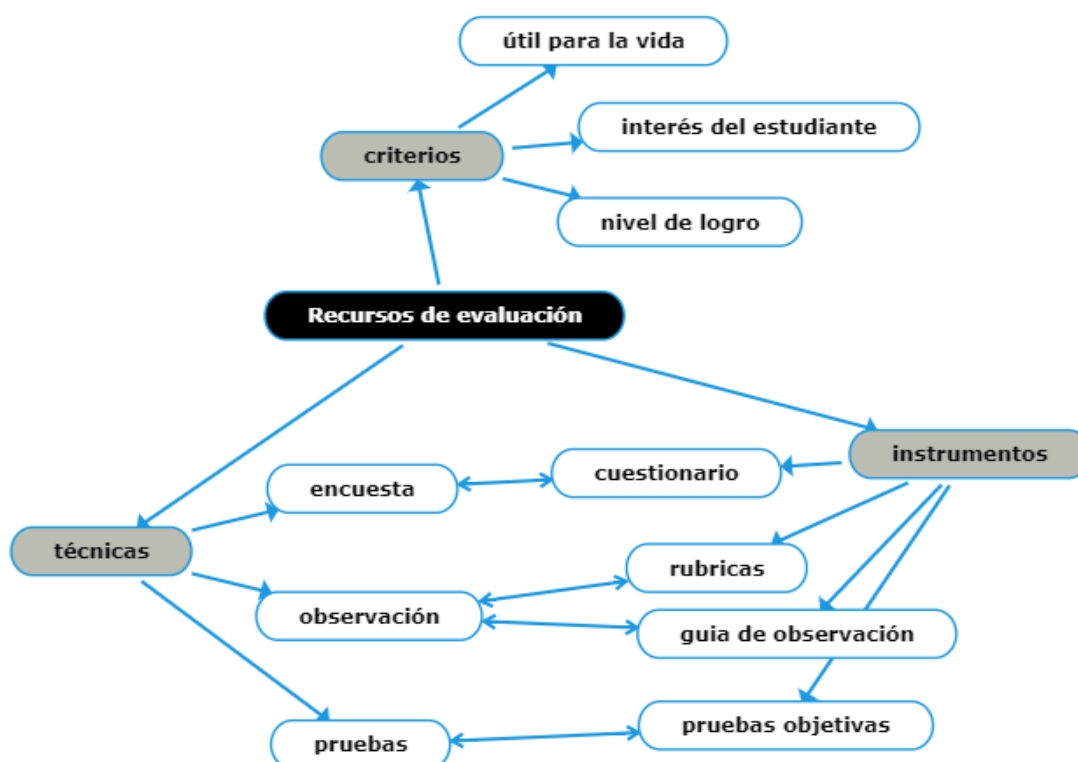 útil para la vida
interés del estudiante
criterios
nivel de logro
Recursos de evaluación
instrumentos
cuestionario
encuesta
técnicas
rubricas
observación
guia de observación
pruebas objetivas
pruebas